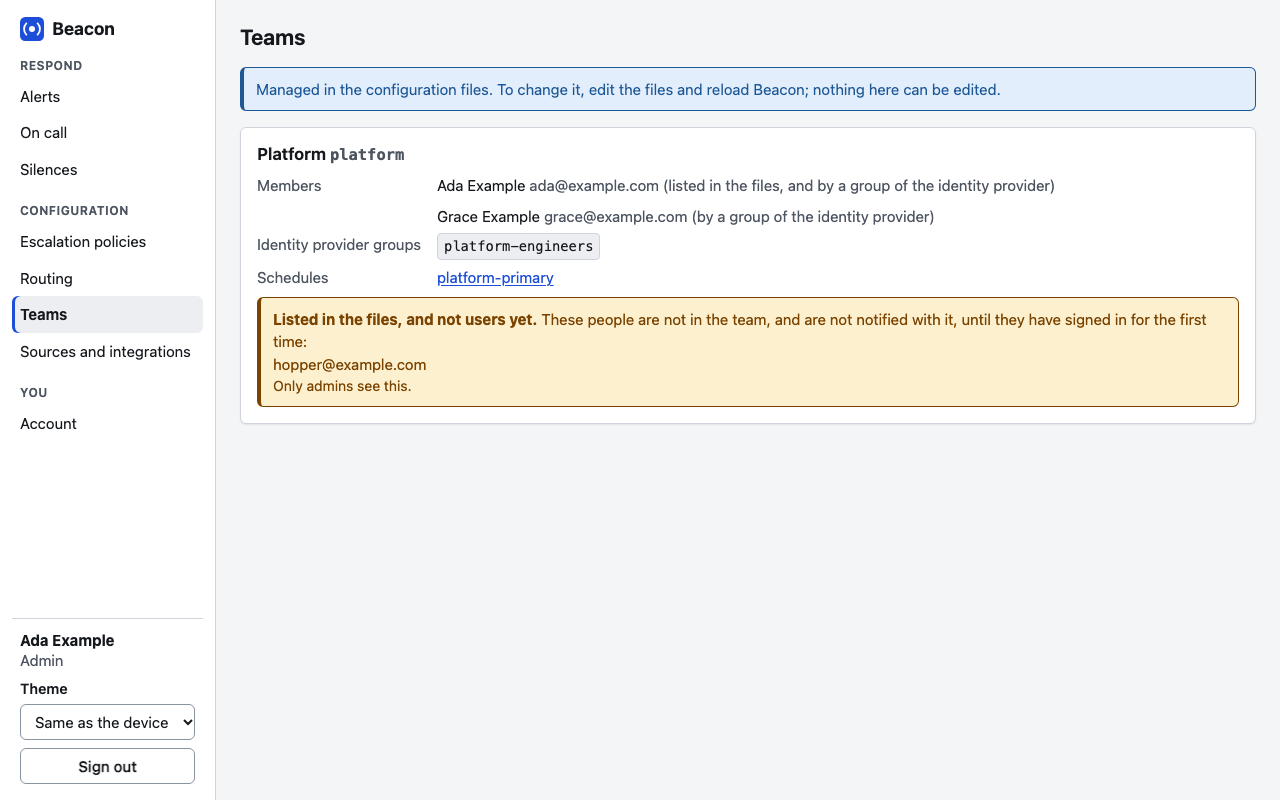 Beacon
RESPOND
Alerts
On call
Silences
CONFIGURATION
Escalation policies
Routing
Teams
Sources and integrations
YOU
Account
Ada Example
Admin
Theme
Same as the device
Sign out
Teams
Managed in the configuration files. To change it, edit the files and reload Beacon; nothing here can be edited.
Platform platform
Members
Ada Example ada@example.com (listed in the files, and by a group of the identity provider)
Grace Example grace@example.com (by a group of the identity provider)
Identity provider groups
platform-engineers
Schedules
platform-primary
Listed in the files, and not users yet. These people are not in the team, and are not notified with it, until they have signed in for the first
time:
hopper@example.com
Only admins see this.